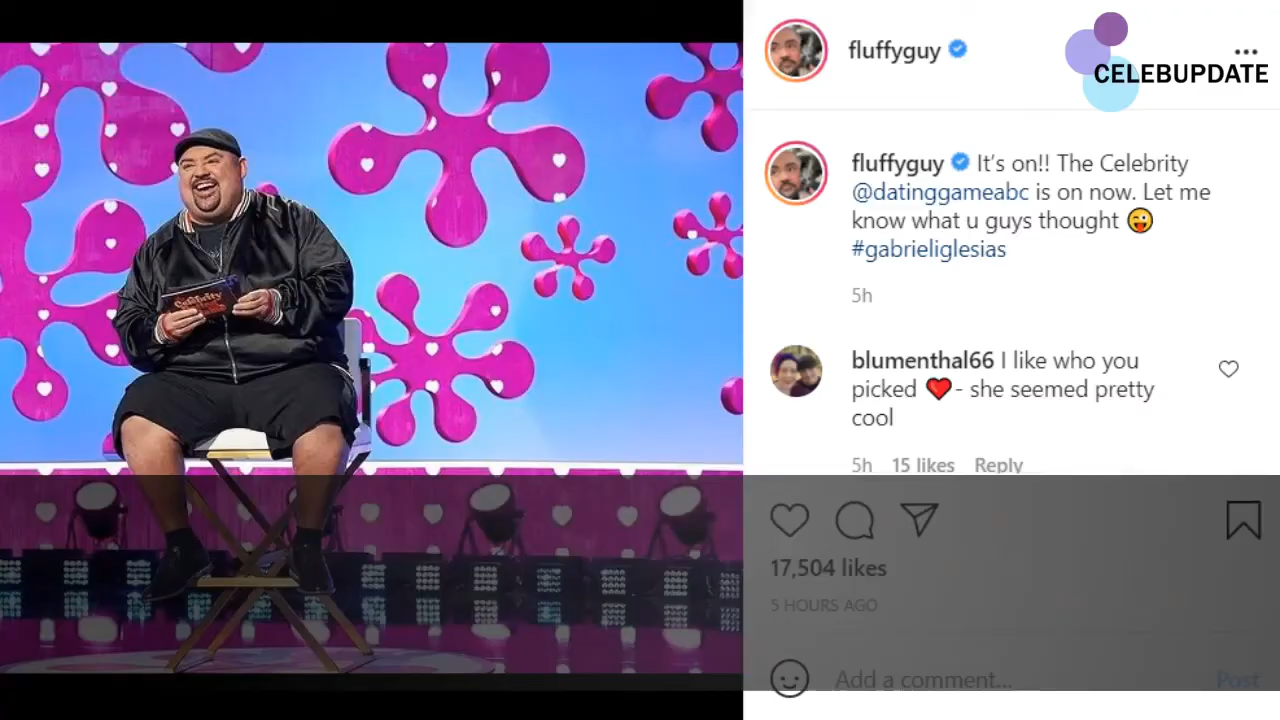 fluffyguy
CELEBUPDATE
fluffyguy It's on!! The Celebrity
@datinggameabc is on now. Let me
know what u guys thought 😜
#gabrieliglesias
5h
blumenthal66 I like who you
picked ❤️- she seemed pretty
cool
5h 15 likes Reply
Celebrity
17,504 likes
5 HOURS AGO
Add a comment...
Post